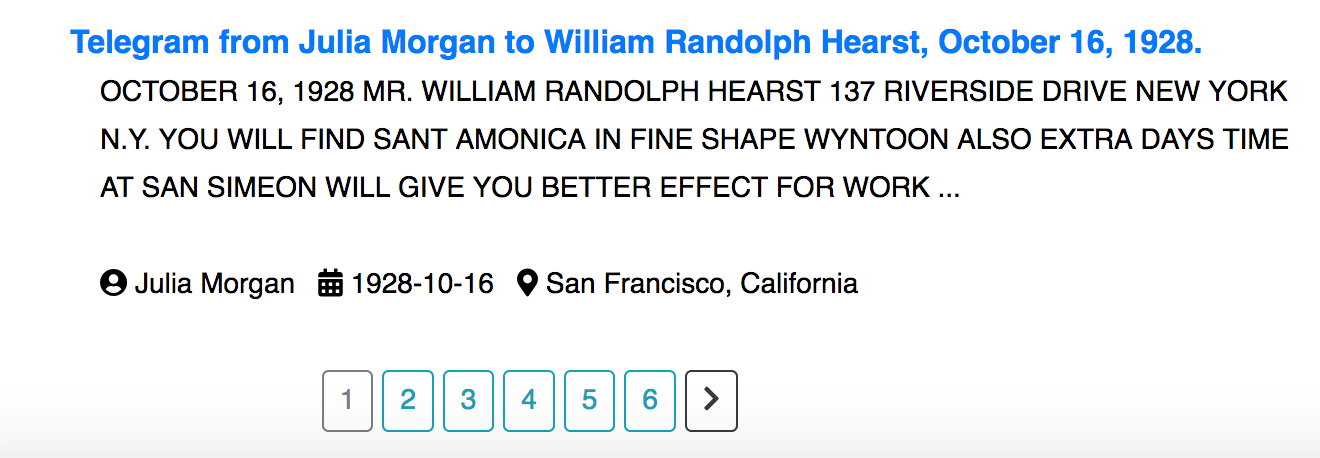 Telegram from Julia Morgan to William Randolph Hearst, October 16, 1928.
OCTOBER 16, 1928 MR. WILLIAM RANDOLPH HEARST 137 RIVERSIDE DRIVE NEW YORK
N.Y. YOU WILL FIND SANT AMONICA IN FINE SHAPE WYNTOON ALSO EXTRA DAYS TIME
AT SAN SIMEON WILL GIVE YOU BETTER EFFECT FOR WORK ...
Julia Morgan 1928-10-16 San Francisco, California
1 2 3 4 5 6 >